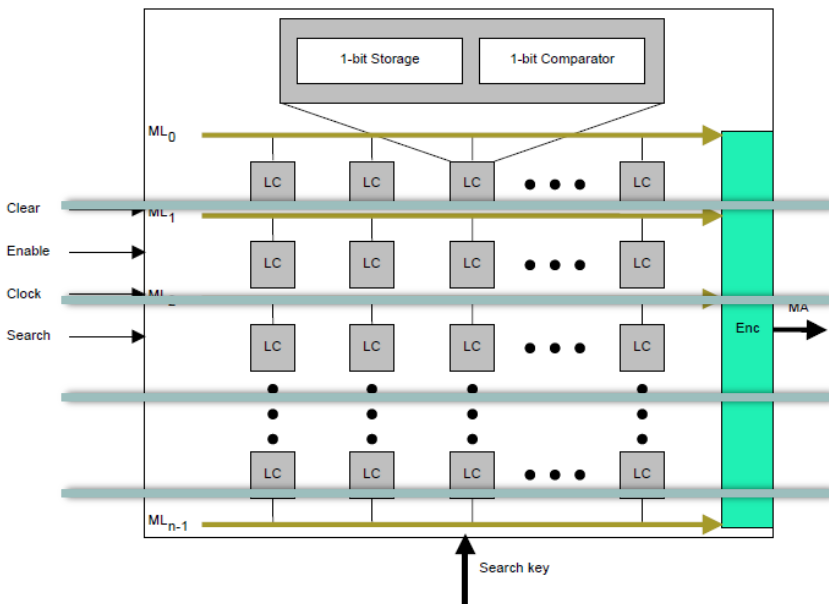 1-bit Storage 1-bit Comparator
ML0
LC LC LC LC
Clear
ML1
Enable
LC LC LC LC
Clock
MA
Search
LC LC LC LC
Enc
LC LC LC LC
MLn-1
Search key